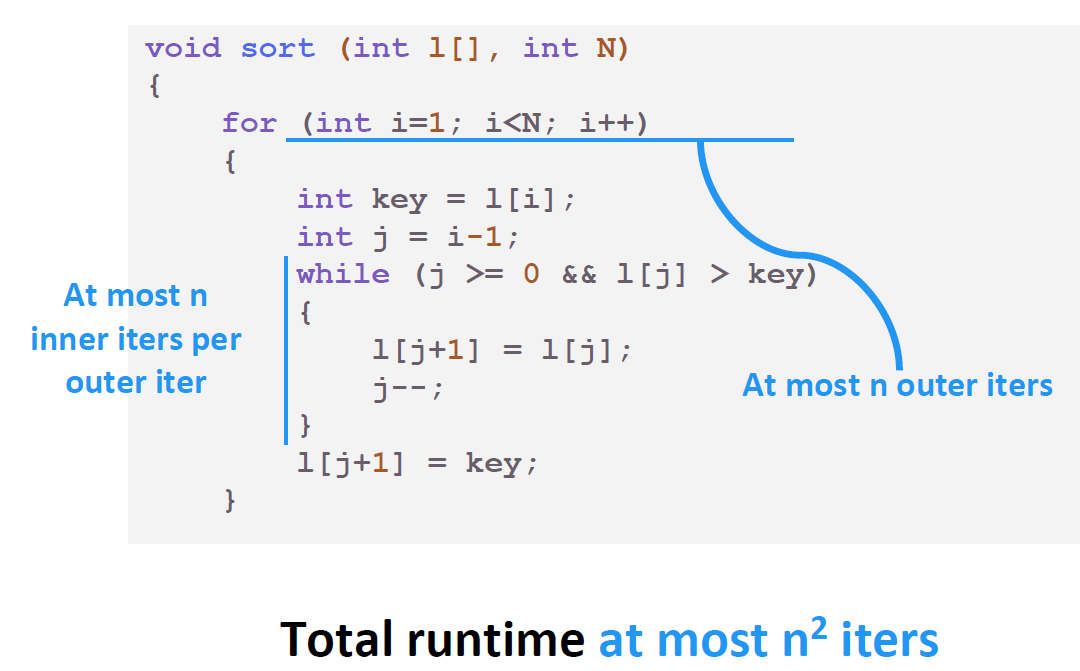 void sort (int l[], int N)
{
for (int i=1; i<N; i++)
{
int key = l[i];
int j = i-1;
while (j >= 0 && l[j] > key)
{
l[j+1] = l[j];
j--;
}
l[j+1] = key;
}
At most n
inner iters per
outer iter
At most n outer iters
Total runtime at most n² iters